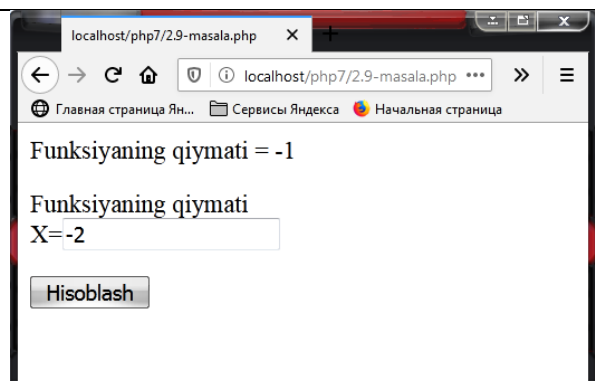 localhost/php7/2.9-masala.php
localhost/php7/2.9-masala.php
Главная страница Ян... Сервисы Яндекса Начальная страница
Funksiyaning qiymati = -1
Funksiyaning qiymati
X=-2
Hisoblash